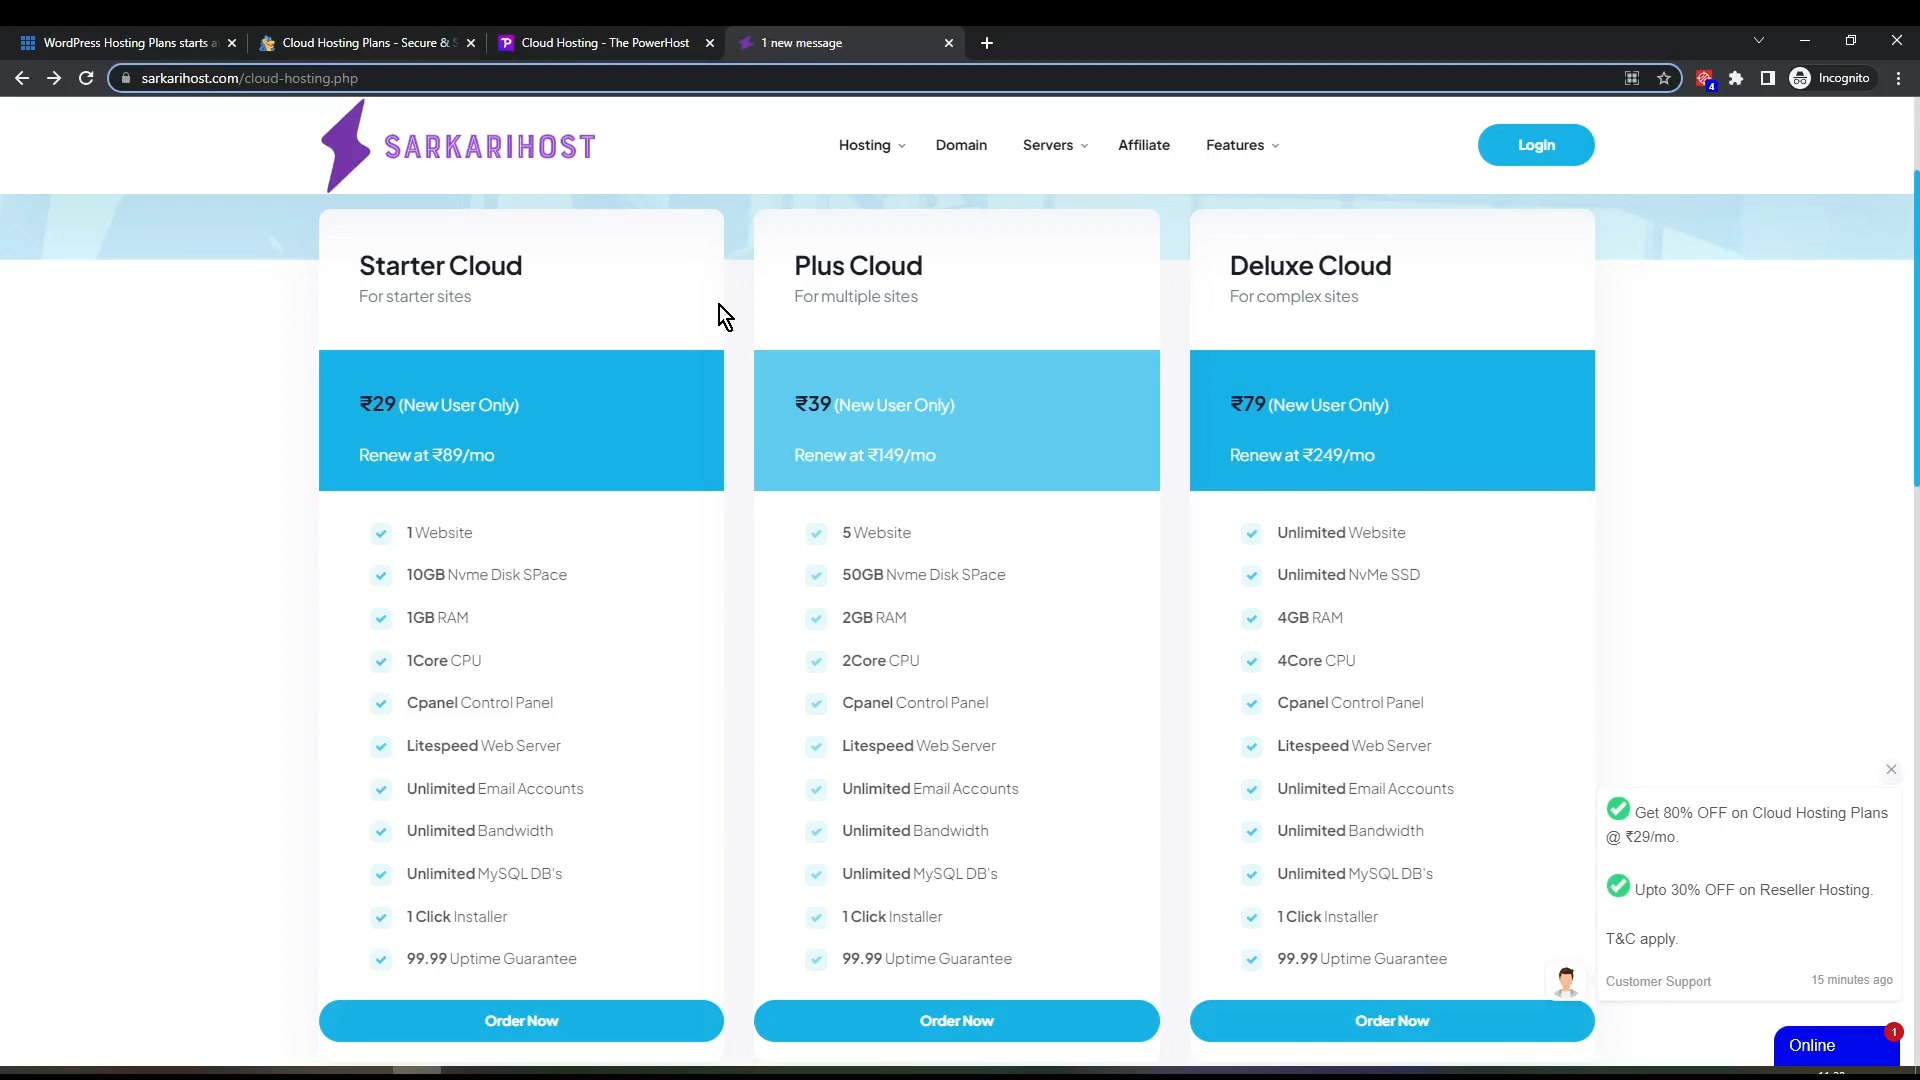 WordPress Hosting Plans starts a
Cloud Hosting Plans - Secure & S
Cloud Hosting - The PowerHost
1 new message
sarkarihost.com/cloud-hosting.php
4
Incognito
SARKARIHOST
Hosting
Domain
Servers
Affiliate
Features
Login
Starter Cloud
For starter sites
₹29 (New User Only)
Renew at ₹89/mo
1 Website
10GB Nvme Disk SPace
1GB RAM
1Core CPU
Cpanel Control Panel
Litespeed Web Server
Unlimited Email Accounts
Unlimited Bandwidth
Unlimited MySQL DB's
1 Click Installer
99.99 Uptime Guarantee
Order Now
Plus Cloud
For multiple sites
₹39 (New User Only)
Renew at ₹149/mo
5 Website
50GB Nvme Disk SPace
2GB RAM
2Core CPU
Cpanel Control Panel
Litespeed Web Server
Unlimited Email Accounts
Unlimited Bandwidth
Unlimited MySQL DB's
1 Click Installer
99.99 Uptime Guarantee
Order Now
Deluxe Cloud
For complex sites
₹79 (New User Only)
Renew at ₹249/mo
Unlimited Website
Unlimited NvMe SSD
4GB RAM
4Core CPU
Cpanel Control Panel
Litespeed Web Server
Unlimited Email Accounts
Unlimited Bandwidth
Unlimited MySQL DB's
1 Click Installer
99.99 Uptime Guarantee
Order Now
Get 80% OFF on Cloud Hosting Plans
@ ₹29/mo.
Upto 30% OFF on Reseller Hosting.
T&C apply.
Customer Support
15 minutes ago
Online
1